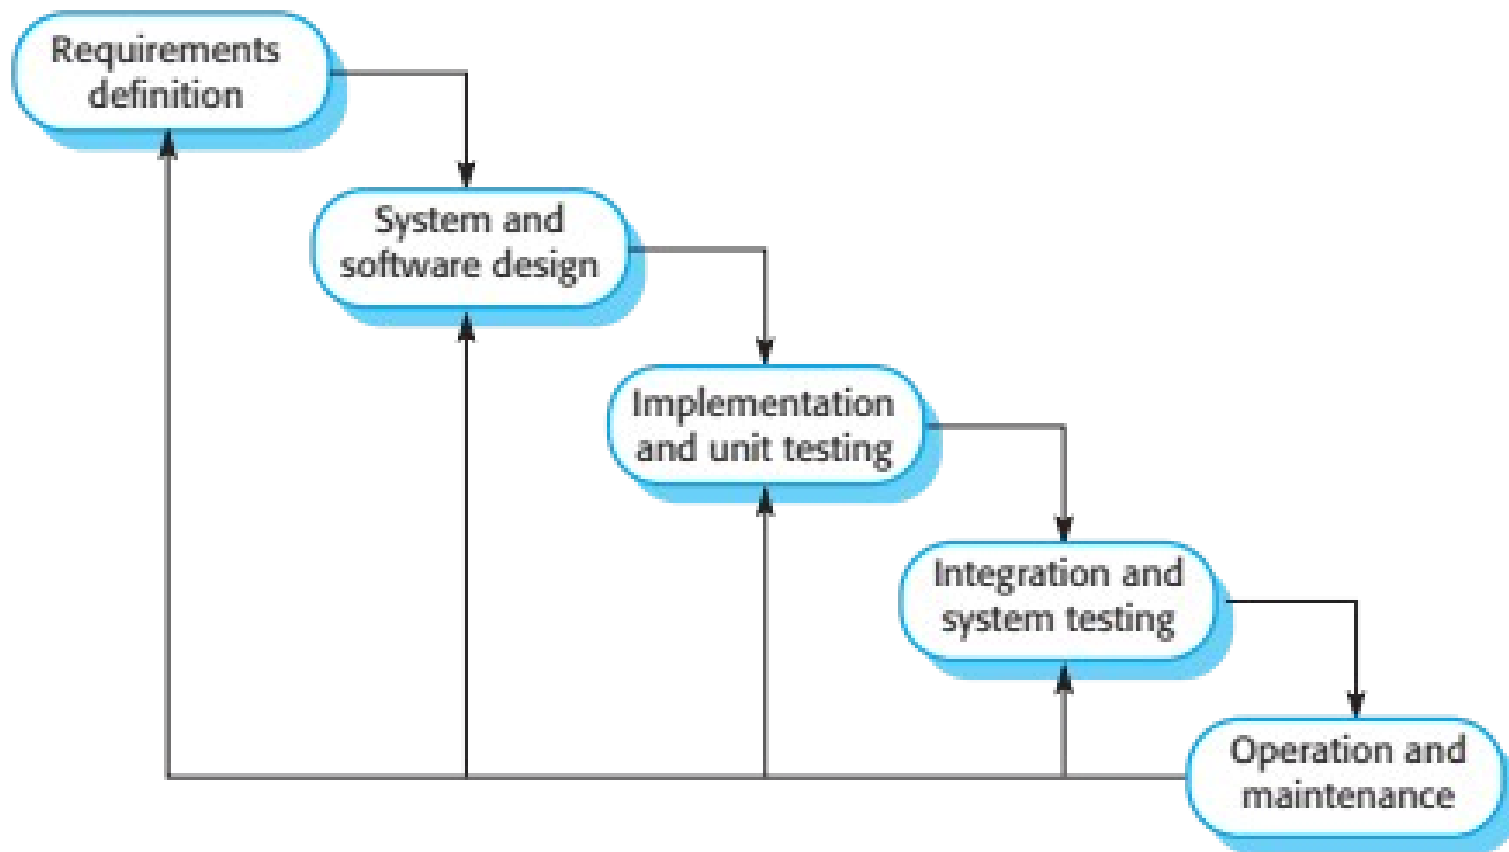 Requirements
definition
System and
software design
Implementation
and unit testing
Integration and
system testing
Operation and
maintenance